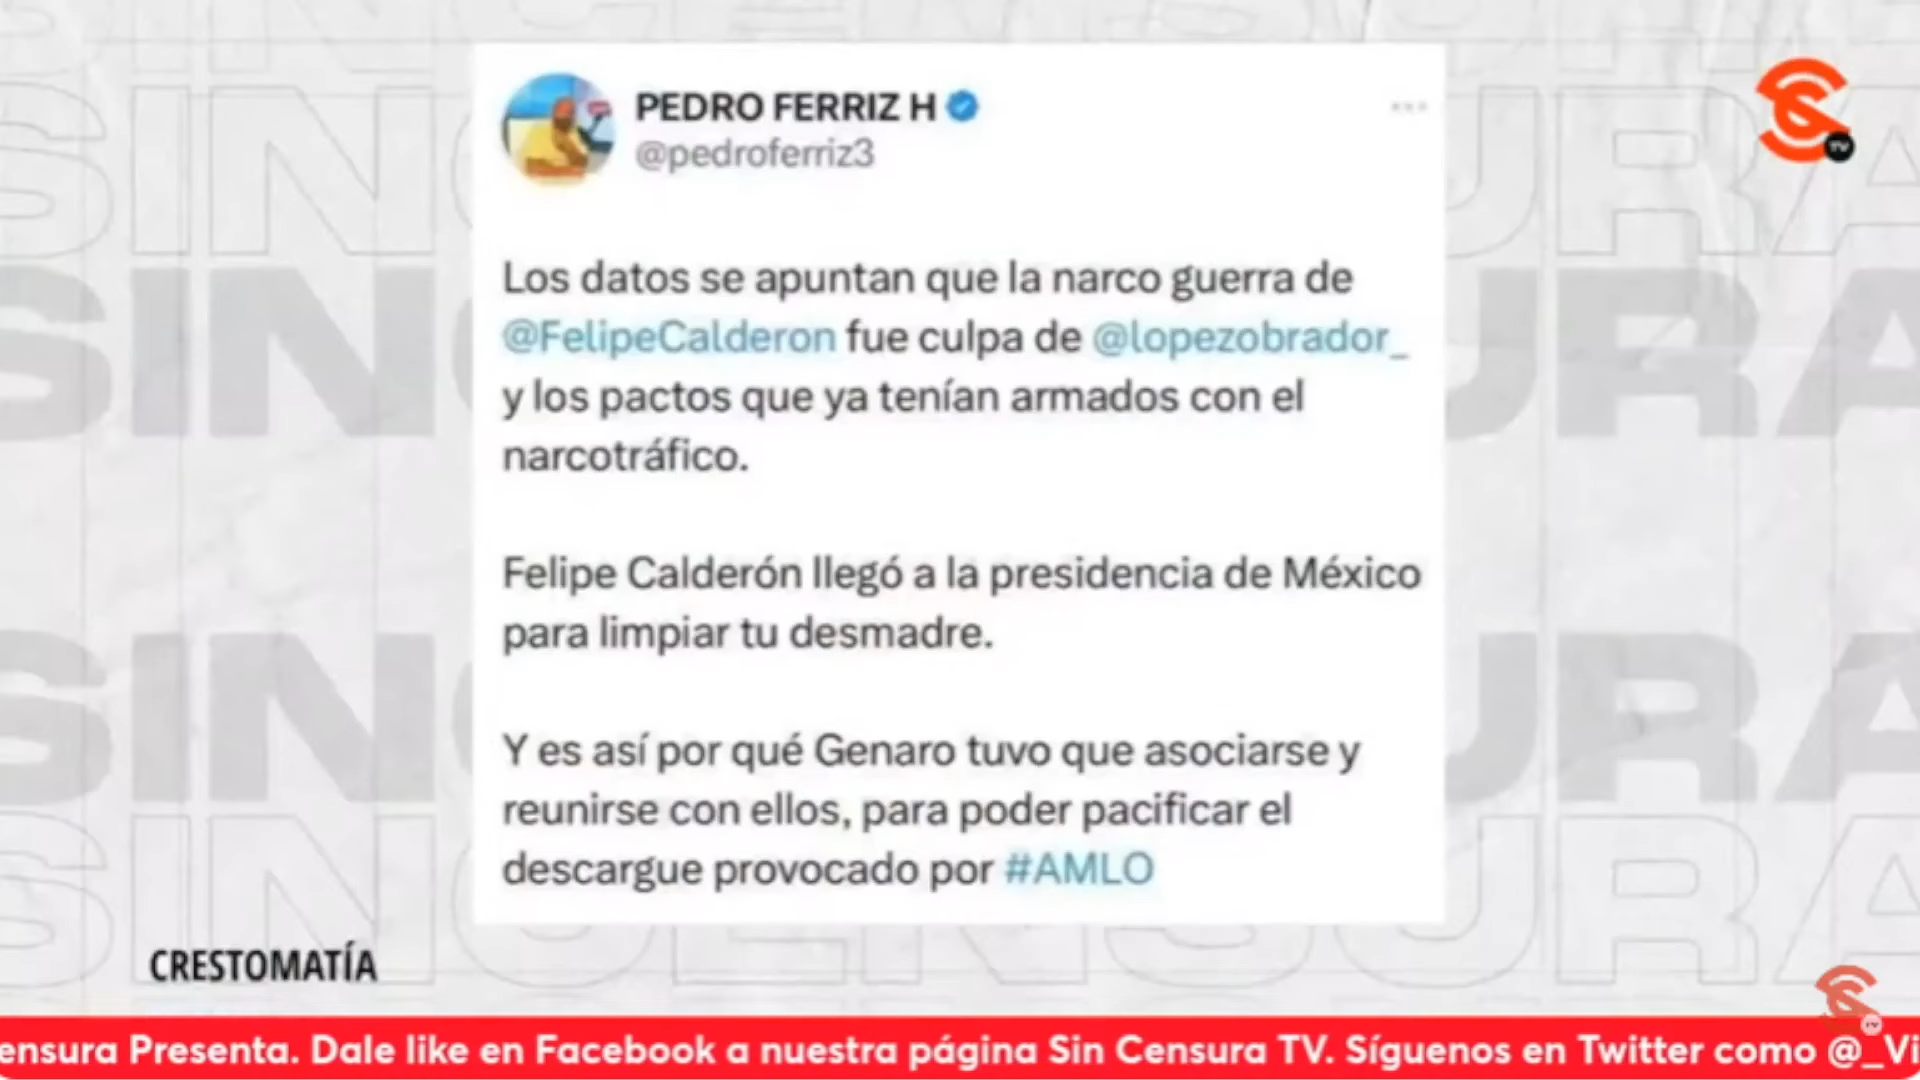 SINCENSURA
PEDRO FERRIZ H
@pedroferriz3
Los datos se apuntan que la narco guerra de
@FelipeCalderon fue culpa de @lopezobrador_
y los pactos que ya tenían armados con el
narcotráfico.
Felipe Calderón llegó a la presidencia de México
para limpiar tu desmadre.
Y es así por qué Genaro tuvo que asociarse y
reunirse con ellos, para poder pacificar el
descargue provocado por #AMLO
TV
CRESTOMATÍA
ensura Presenta. Dale like en Facebook a nuestra página Sin Censura TV. Síguenos en Twitter como @_Vi